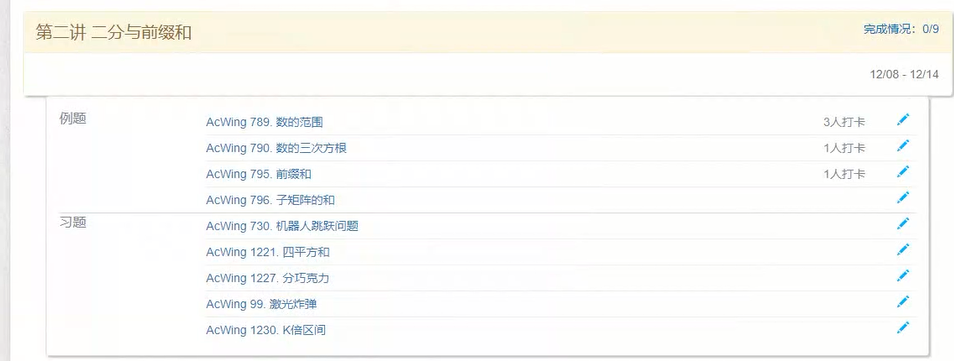 第二讲 二分与前缀和 完成情况：0/9
12/08 - 12/14
例题 AcWing 789. 数的范围 3人打卡
AcWing 790. 数的三次方根 1人打卡
AcWing 795. 前缀和 1人打卡
AcWing 796. 子矩阵的和
习题 AcWing 730. 机器人跳跃问题
AcWing 1221. 四平方和
AcWing 1227. 分巧克力
AcWing 99. 激光炸弹
AcWing 1230. K倍区间